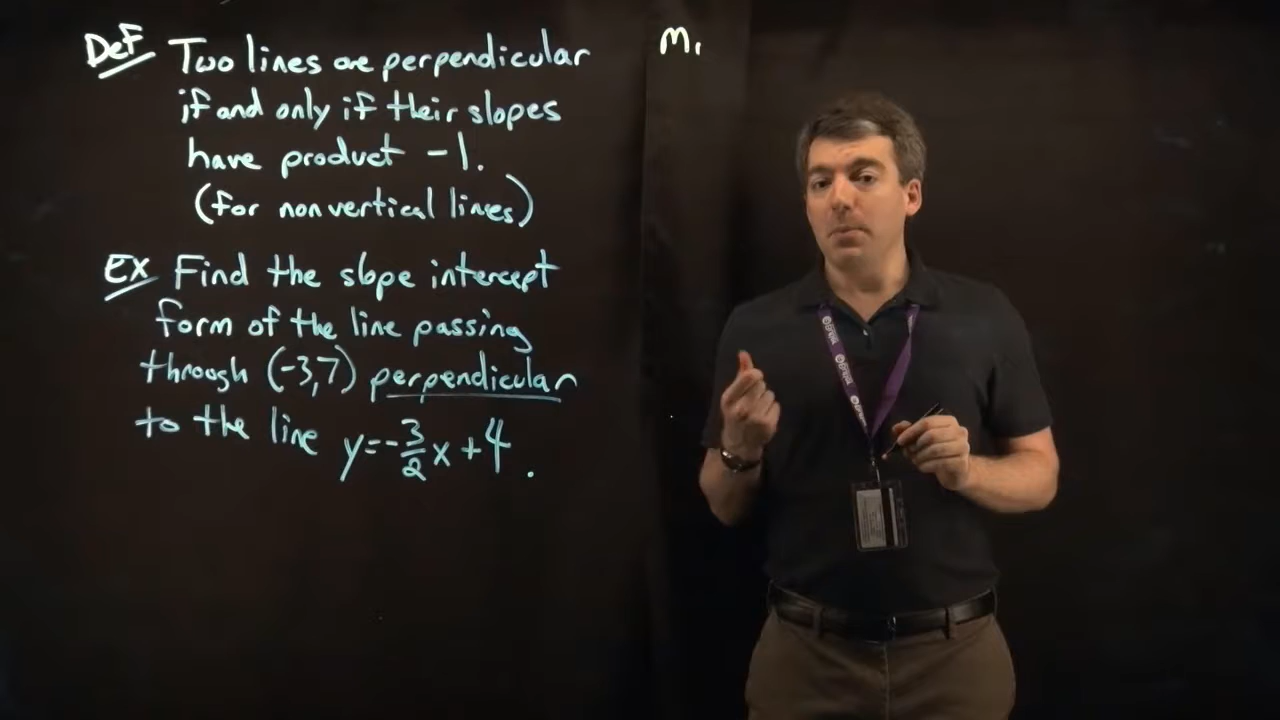 Def Two lines are perpendicular
if and only if their slopes
have product -1.
(for nonvertical lines)
Ex Find the slope intercept
form of the line passing
through (-3,7) perpendicular
to the line y=-3/2x+4.
m₁